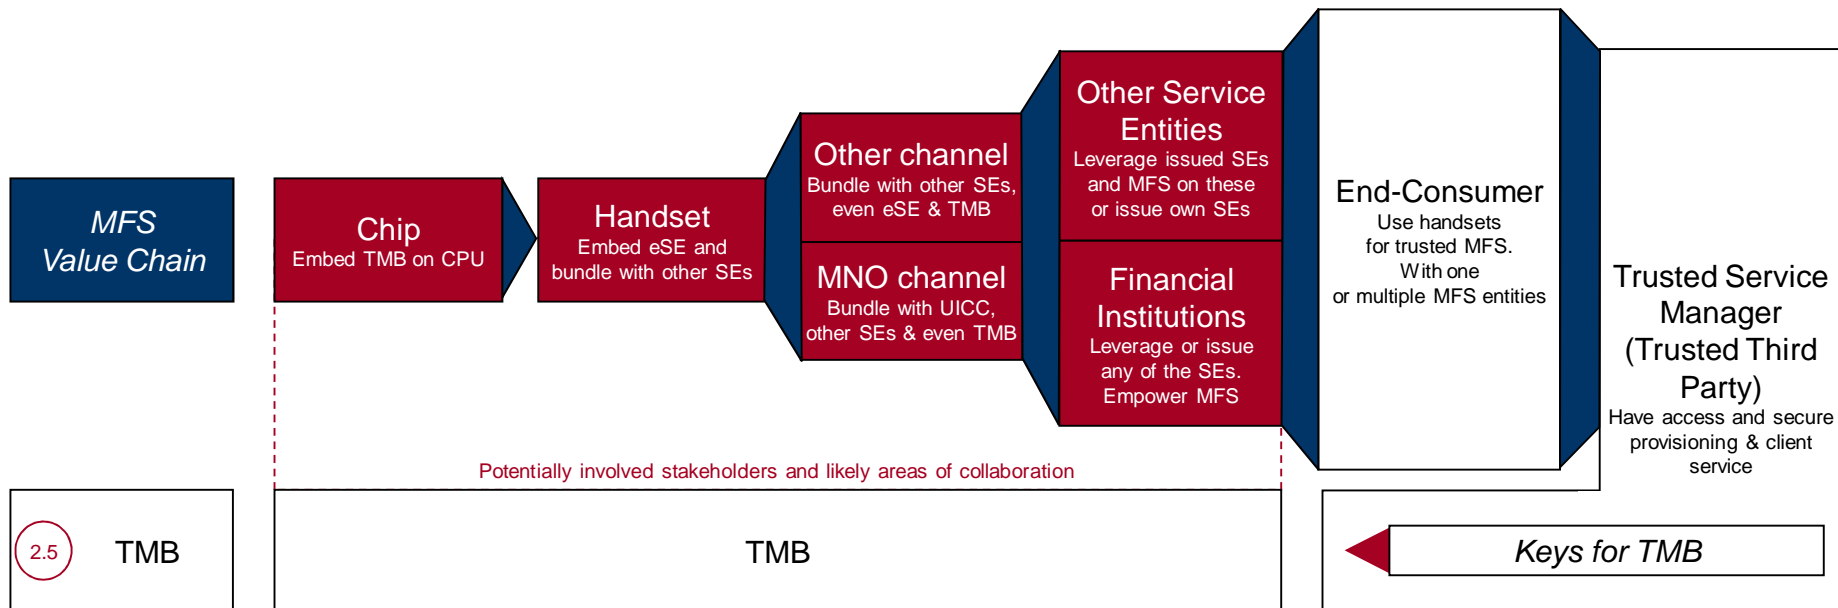 MFS
Value Chain
Chip
Embed TMB on CPU
Handset
Embed eSE and
bundle with other SEs
Other channel
Bundle with other SEs,
even eSE & TMB
MNO channel
Bundle with UICC,
other SEs & even TMB
Other Service
Entities
Leverage issued SEs
and MFS on these
or issue own SEs
Financial
Institutions
Leverage or issue
any of the SEs.
Empower MFS
End-Consumer
Use handsets
for trusted MFS.
With one
or multiple MFS entities
Trusted Service
Manager
(Trusted Third
Party)
Have access and secure
provisioning & client
service
Potentially involved stakeholders and likely areas of collaboration
2.5
TMB
TMB
Keys for TMB